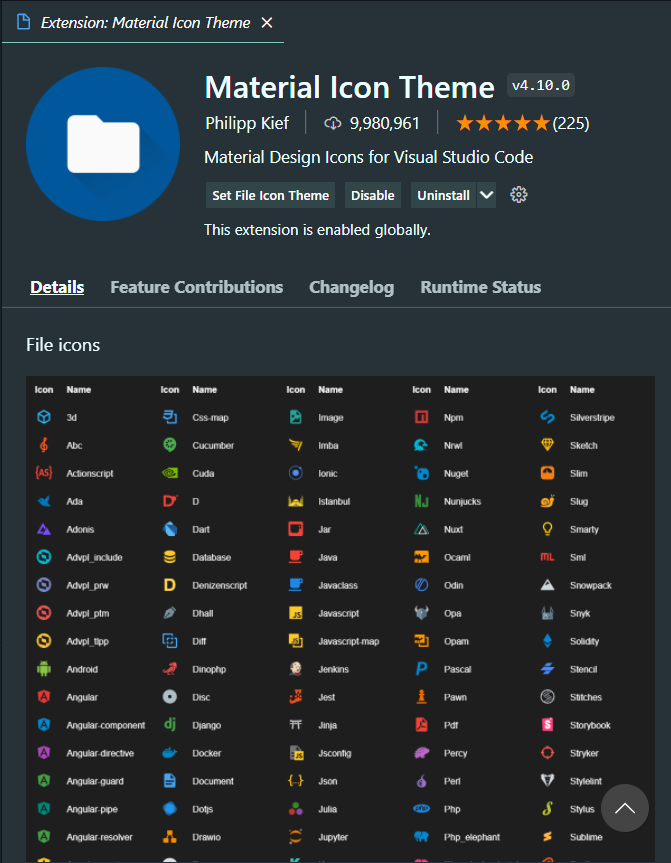 Extension: Material Icon Theme
Material Icon Theme v4.10.0
Philipp Kief 9,980,961 (225)
Material Design Icons for Visual Studio Code
Set File Icon Theme Disable Uninstall
This extension is enabled globally.
Details Feature Contributions Changelog Runtime Status
File icons
Icon Name Icon Name Icon Name Icon Name Icon Name
3d Css-map Image Npm Silverstripe
Abc Cucumber Imba Nrwl Sketch
Actionscript Cuda Ionic Nuget Slim
Ada D Istanbul Nunjucks Slug
Adonis Dart Jar Nuxt Smarty
Advpl_include Database Java Ocaml Sml
Advpl_prw Denizenscript Javaclass Odin Snowpack
Advpl_ptm Dhall Javascript Opa Snyk
Advpl_tlpp Diff Javascript-map Opam Solidity
Android Dinophp Jenkins Pascal Stencil
Angular Disc Jest Pawn Stitches
Angular-component Django Jinja Pdf Storybook
Angular-directive Docker Jsconfig Percy Stryker
Angular-guard Document Json Perl Stylelint
Angular-pipe Dotjs Julia Php Stylus
Angular-resolver Drawio Jupyter Php_elephant Sublime